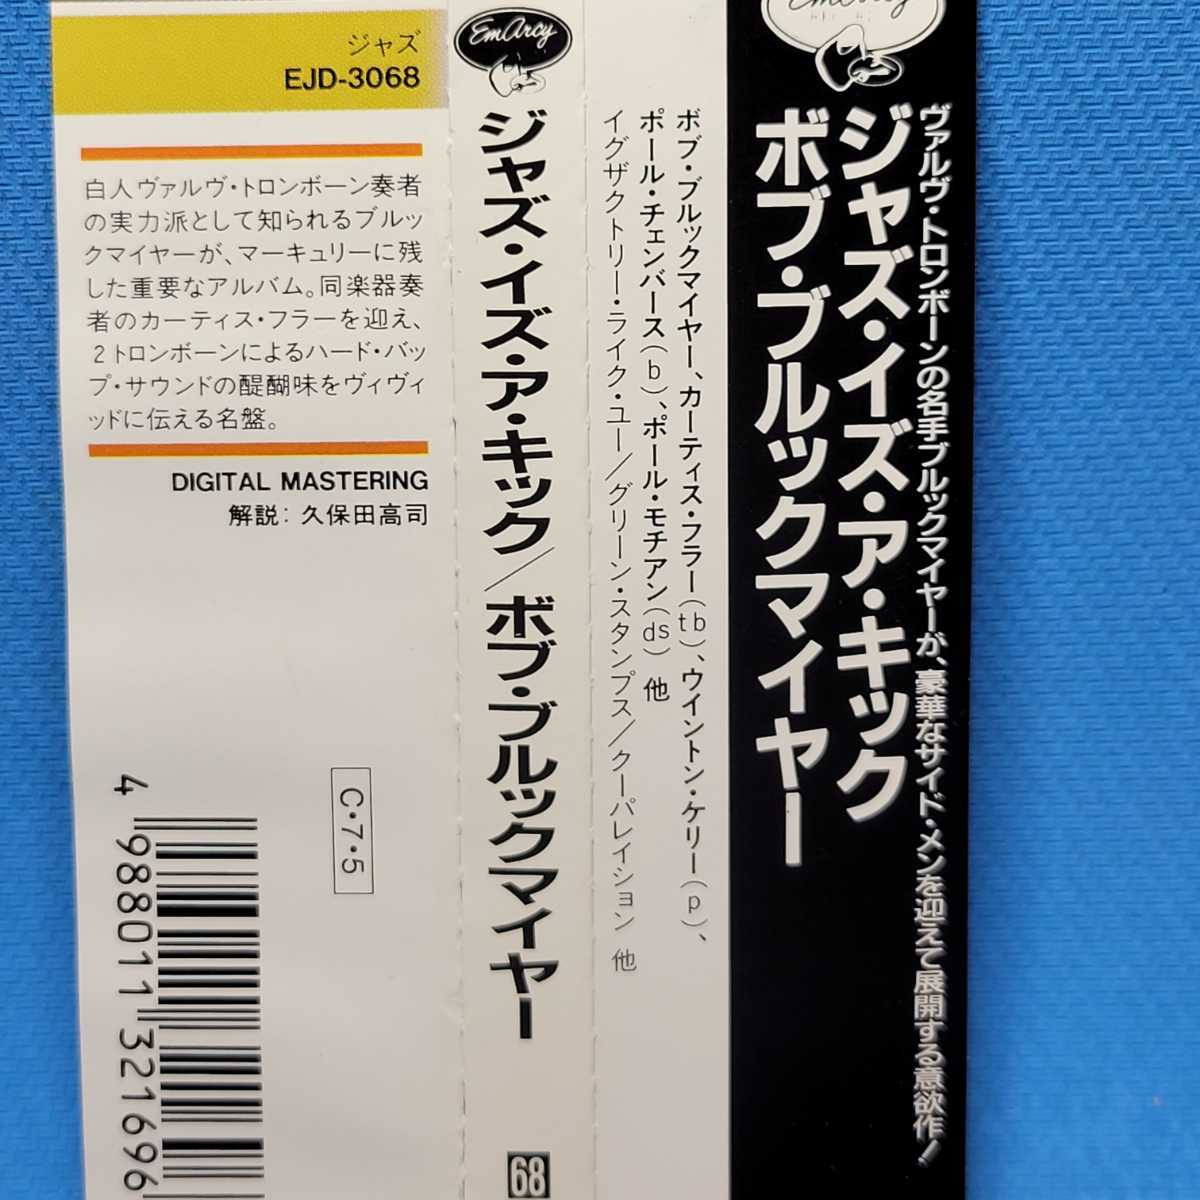 ジャズ
EJD-3068
白人ヴァルヴ・トロンボーン奏者
の実力派として知られるブルッ
クマイヤーが、マーキュリーに残
した重要なアルバム。同楽器奏
者のカーティス・フラーを迎え、
2トロンボーンによるハード・バッ
プ・サウンドの醍醐味をヴィヴィ
ッドに伝える名盤。
DIGITAL MASTERING
解説: 久保田高司
C・7・5
4 988011 321696
EmArcy
ジャズ・イズ・ア・キック/ボブ・ブルックマイヤー
68
ボブ・ブルックマイヤー、カーティス・フラー(tb)、ウイントン・ケリー(p)、
ポール・チェンバース(b)、ポール・モチアン(ds) 他
イグザクトリー・ライク・ユー/グリーン・スタンプス/クーパレイション 他
EmArcy
ヴァルヴ・トロンボーンの名手ブルックマイヤーが、豪華なサイド・メンを迎えて展開する意欲作!
ジャズ・イズ・ア・キック
ボブ・ブルックマイヤー